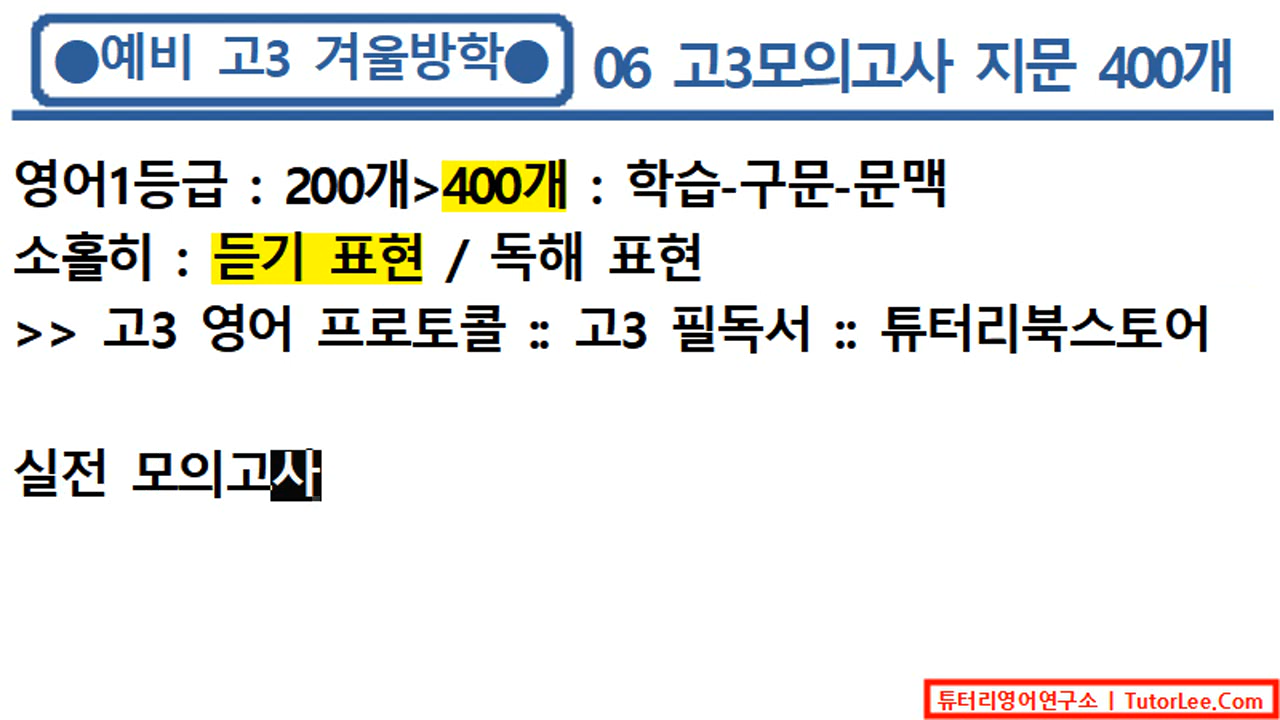 ●예비 고3 겨울방학● 06 고3모의고사 지문 400개
영어1등급 : 200개>400개 : 학습-구문-문맥
소홀히 : 듣기 표현 / 독해 표현
>> 고3 영어 프로토콜 :: 고3 필독서 :: 튜터리북스토어
실전 모의고사
튜터리영어연구소 | TutorLee.Com